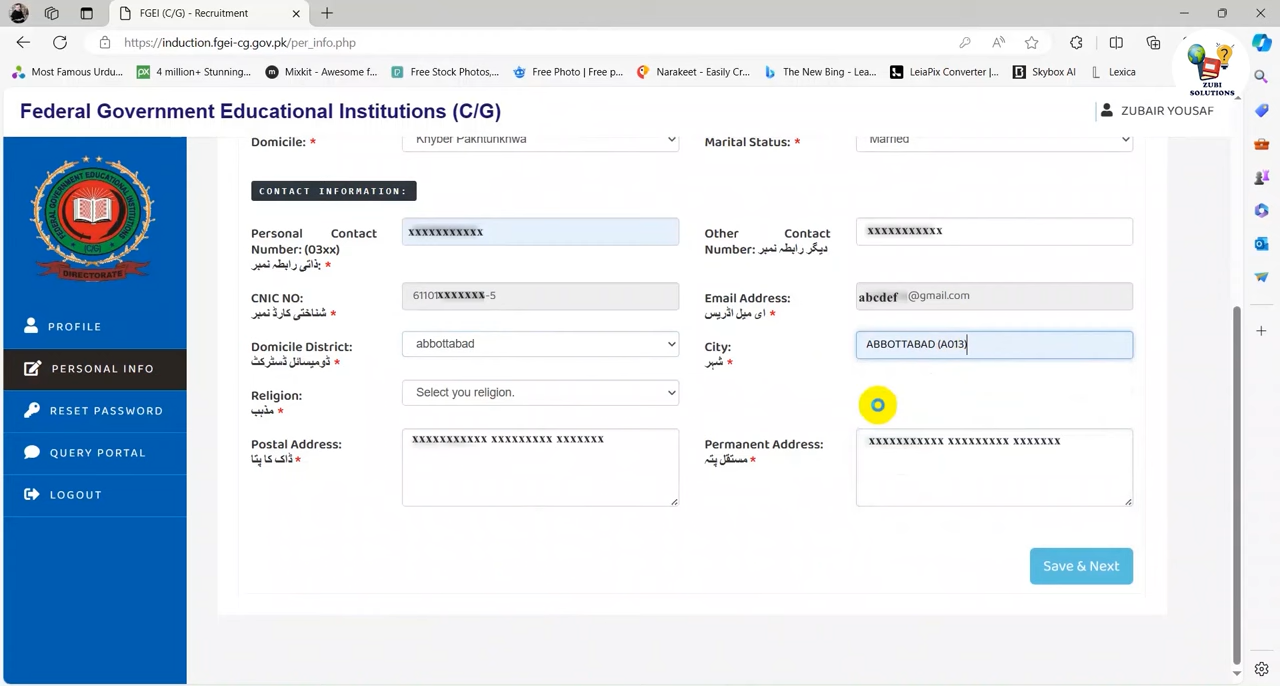 FGEI (C/G) - Recruitment
https://induction.fgei-cg.gov.pk/per_info.php
Most Famous Urdu...
4 million+ Stunning...
Mixkit - Awesome f...
Free Stock Photos,...
Free Photo | Free p...
Narakeet - Easily Cr...
The New Bing - Lea...
LeiaPix Converter |...
Skybox AI
Lexica
ZUBI
SOLUTIONS
Federal Government Educational Institutions (C/G)
ZUBAIR YOUSAF
DIRECTORATE
PROFILE
PERSONAL INFO
RESET PASSWORD
QUERY PORTAL
LOGOUT
Domicile: *
Khyber Pakhtunkhwa
Marital Status: *
Married
CONTACT INFORMATION:
Personal Contact
Number: (03xx)
ذاتی رابطہ نمبر: *
xxxxxxxxxxx
Other Contact
Number: دیگر رابطہ نمبر
xxxxxxxxxxx
CNIC NO:
شناختی کارڈ نمبر *
61101xxxxxxx-5
Email Address:
ای میل اڈریس *
abcdef @gmail.com
Domicile District:
ڈومیسائل ڈسٹرکٹ *
abbottabad
City:
شہر *
ABBOTTABAD (A013)
Religion:
مذہب *
Select you religion.
Postal Address:
ڈاک کا پتا *
xxxxxxxxxxx xxxxxxxxx xxxxxxx
Permanent Address:
مستقل پتہ *
xxxxxxxxxxx xxxxxxxxx xxxxxxx
Save & Next